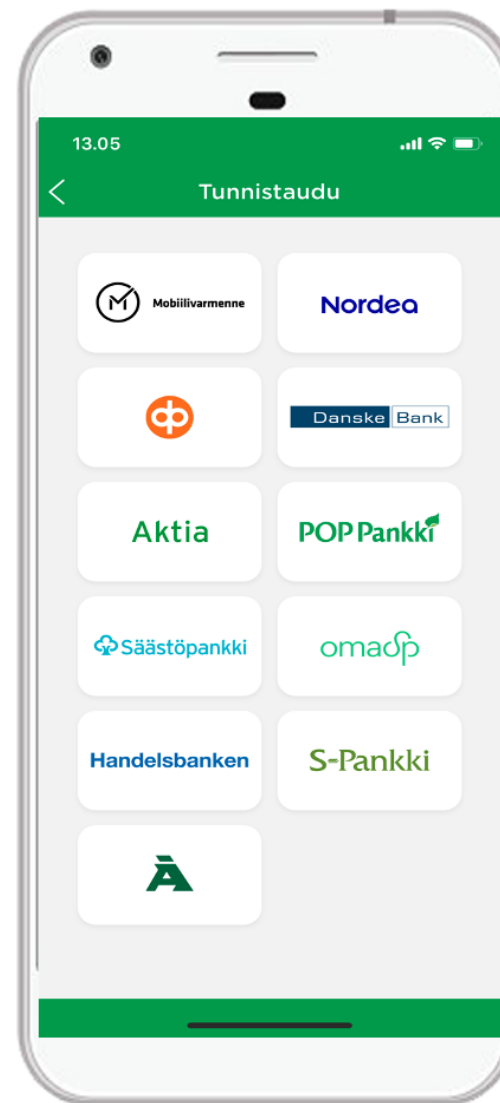 13.05
Tunnistaudu
Mobiilivarmenne
Nordea
Danske Bank
Aktia
POP Pankki
Säästöpankki
omasp
Handelsbanken
S-Pankki